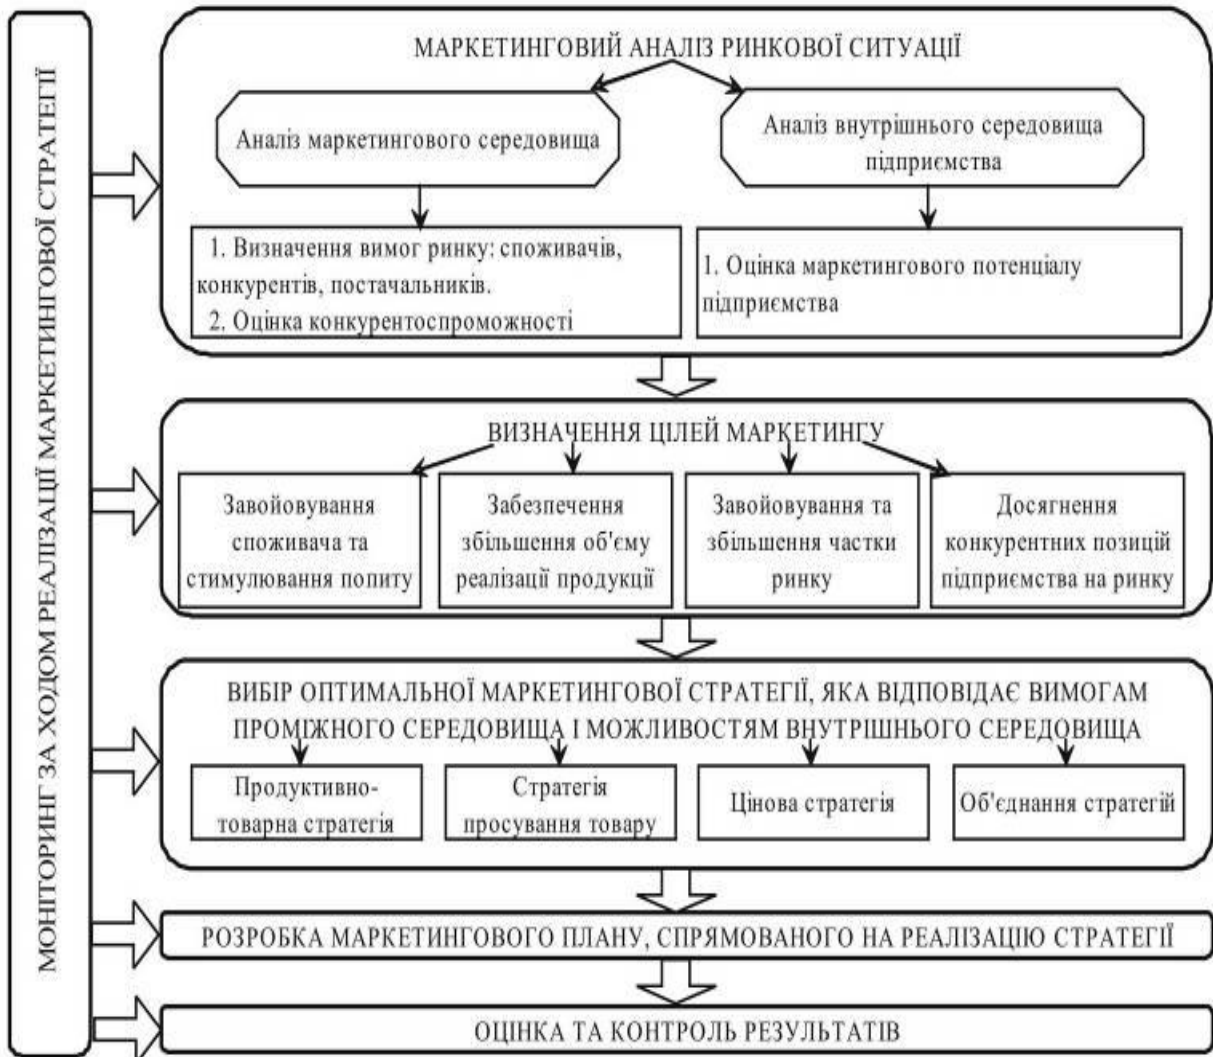 МОНІТОРИНГ ЗА ХОДОМ РЕАЛІЗАЦІЇ МАРКЕТИНГОВОЇ СТРАТЕГІЇ
МАРКЕТИНГОВИЙ АНАЛІЗ РИНКОВОЇ СИТУАЦІЇ
Аналіз маркетингового середовища
Аналіз внутрішнього середовища
підприємства
1. Визначення вимог ринку: споживачів,
конкурентів, постачальників.
2. Оцінка конкурентоспроможності
1. Оцінка маркетингового потенціалу
підприємства
ВИЗНАЧЕННЯ ЦІЛЕЙ МАРКЕТИНГУ
Завойовування
споживача та
стимулювання попиту
Забезпечення
збільшення об'єму
реалізації продукції
Завойовування та
збільшення частки
ринку
Досягнення
конкурентних позицій
підприємства на ринку
ВИБІР ОПТИМАЛЬНОЇ МАРКЕТИНГОВОЇ СТРАТЕГІЇ, ЯКА ВІДПОВІДАЄ ВИМОГАМ
ПРОМІЖНОГО СЕРЕДОВИЩА І МОЖЛИВОСТЯМ ВНУТРІШНЬОГО СЕРЕДОВИЩА
Продуктивно-
товарна стратегія
Стратегія
просування товару
Цінова стратегія
Об'єднання стратегій
РОЗРОБКА МАРКЕТИНГОВОГО ПЛАНУ, СПРЯМОВАНОГО НА РЕАЛІЗАЦІЮ СТРАТЕГІЇ
ОЦІНКА ТА КОНТРОЛЬ РЕЗУЛЬТАТІВ